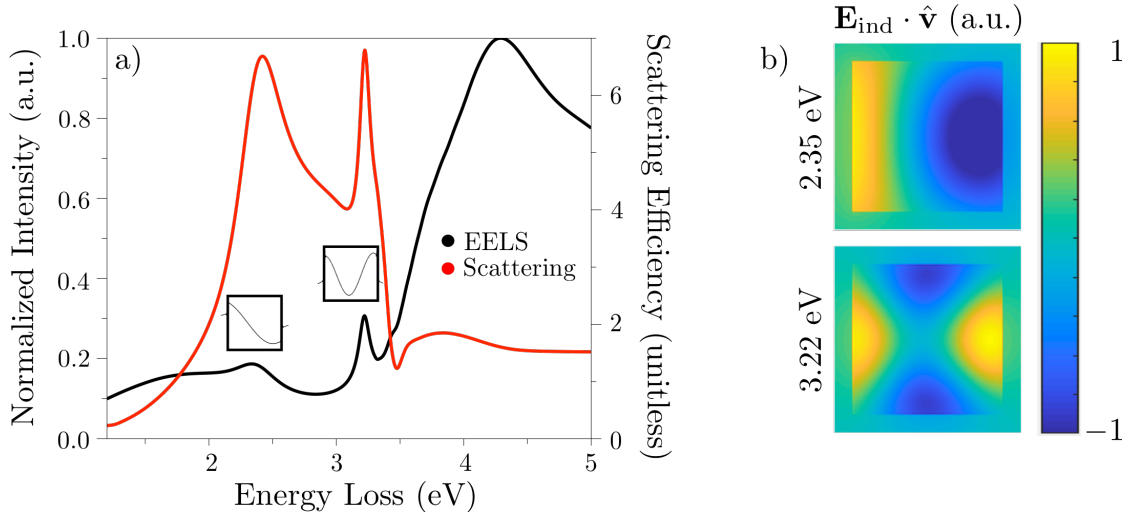 a)
Normalized Intensity (a.u.)
1.0
0.8
0.6
0.4
0.2
0.0
2
3
4
5
Energy Loss (eV)
EELS
Scattering
6
4
2
0
Scattering Efficiency (unitless)
b)
E_ind · v̂ (a.u.)
2.35 eV
3.22 eV
1
−1